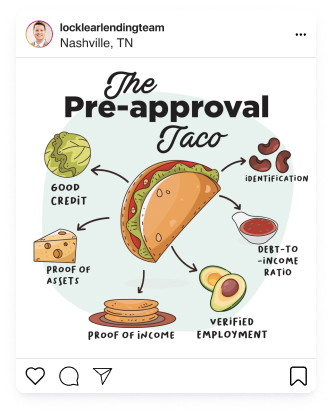 locklearlendingteam
Nashville, TN
The
Pre-approval
Taco
GOOD
CREDIT
IDENTIFICATION
DEBT-TO
-INCOME
RATIO
PROOF OF
ASSETS
PROOF OF INCOME
VERIFIED
EMPLOYMENT